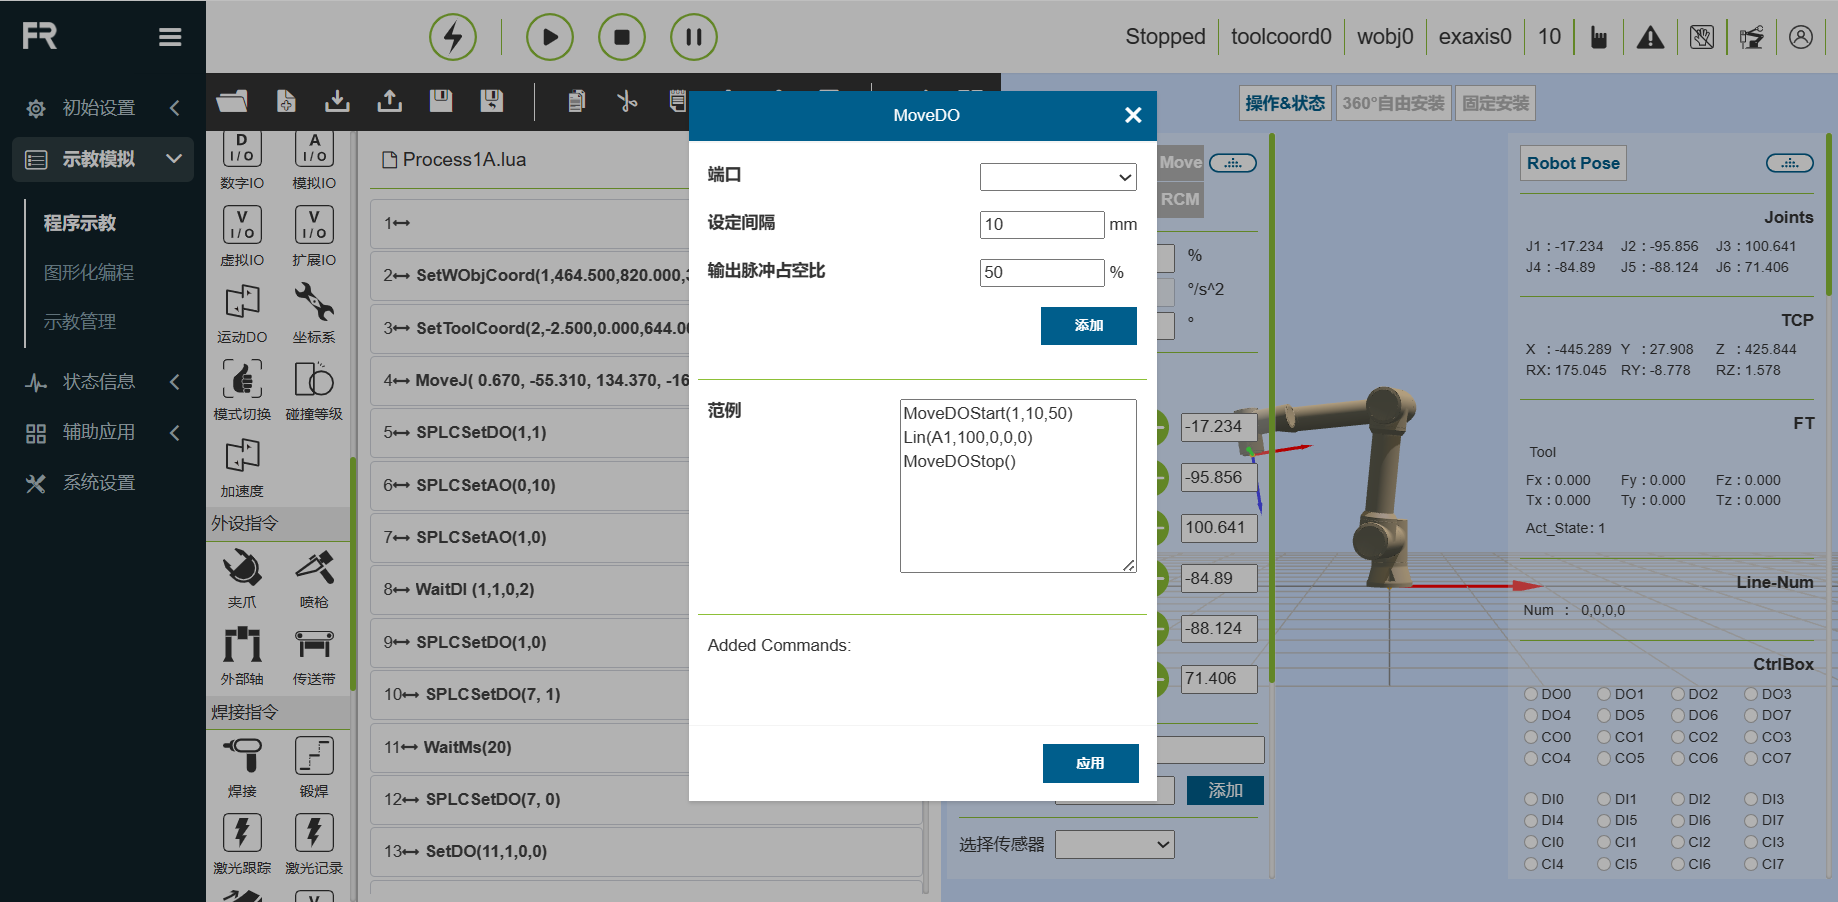 FR
初始设置
示教模拟
程序示教
图形化编程
示教管理
状态信息
辅助应用
系统设置
Stopped
toolcoord0
wobj0
exaxis0
10
D
I/O
数字IO
A
I/O
模拟IO
V
I/O
虚拟IO
V
I/O
扩展IO
运动DO
坐标系
模式切换
碰撞等级
加速度
外设指令
夹爪
喷枪
外部轴
传送带
焊接指令
焊接
锻焊
激光跟踪
激光记录
V
Process1A.lua
1
2 SetWObjCoord(1,464.500,820.000,
3 SetToolCoord(2,-2.500,0.000,644.0
4 MoveJ( 0.670, -55.310, 134.370, -16
5 SPLCSetDO(1,1)
6 SPLCSetAO(0,10)
7 SPLCSetAO(1,0)
8 WaitDI (1,1,0,2)
9 SPLCSetDO(1,0)
10 SPLCSetDO(7, 1)
11 WaitMs(20)
12 SPLCSetDO(7, 0)
13 SetDO(11,1,0,0)
MoveDO
端口
设定间隔
10
mm
输出脉冲占空比
50
%
添加
范例
MoveDOStart(1,10,50)
Lin(A1,100,0,0,0)
MoveDOStop()
Added Commands:
应用
操作&状态
360°自由安装
固定安装
Move
RCM
%
°/s^2
°
-17.234
-95.856
100.641
-84.89
-88.124
71.406
添加
选择传感器
Robot Pose
Joints
J1 : -17.234 J2 : -95.856 J3 : 100.641
J4 : -84.89 J5 : -88.124 J6 : 71.406
TCP
X : -445.289 Y : 27.908 Z : 425.844
RX: 175.045 RY: -8.778 RZ: 1.578
FT
Tool
Fx : 0.000 Fy : 0.000 Fz : 0.000
Tx : 0.000 Ty : 0.000 Tz : 0.000
Act_State: 1
Line-Num
Num : 0,0,0,0
CtrlBox
DO0 DO1 DO2 DO3
DO4 DO5 DO6 DO7
CO0 CO1 CO2 CO3
CO4 CO5 CO6 CO7
DI0 DI1 DI2 DI3
DI4 DI5 DI6 DI7
CI0 CI1 CI2 CI3
CI4 CI5 CI6 CI7